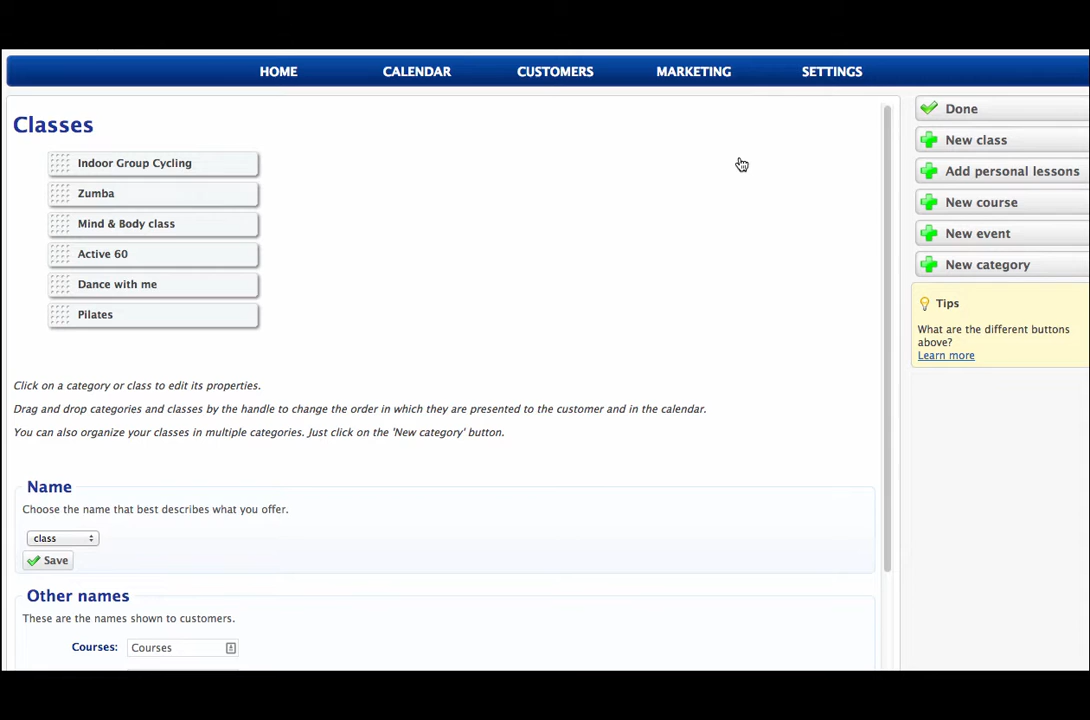 HOME CALENDAR CUSTOMERS MARKETING SETTINGS
Classes
Indoor Group Cycling
Zumba
Mind & Body class
Active 60
Dance with me
Pilates
Click on a category or class to edit its properties.
Drag and drop categories and classes by the handle to change the order in which they are presented to the customer and in the calendar.
You can also organize your classes in multiple categories. Just click on the 'New category' button.
Name
Choose the name that best describes what you offer.
class
Save
Other names
These are the names shown to customers.
Courses: Courses
Done
New class
Add personal lessons
New course
New event
New category
Tips
What are the different buttons
above?
Learn more